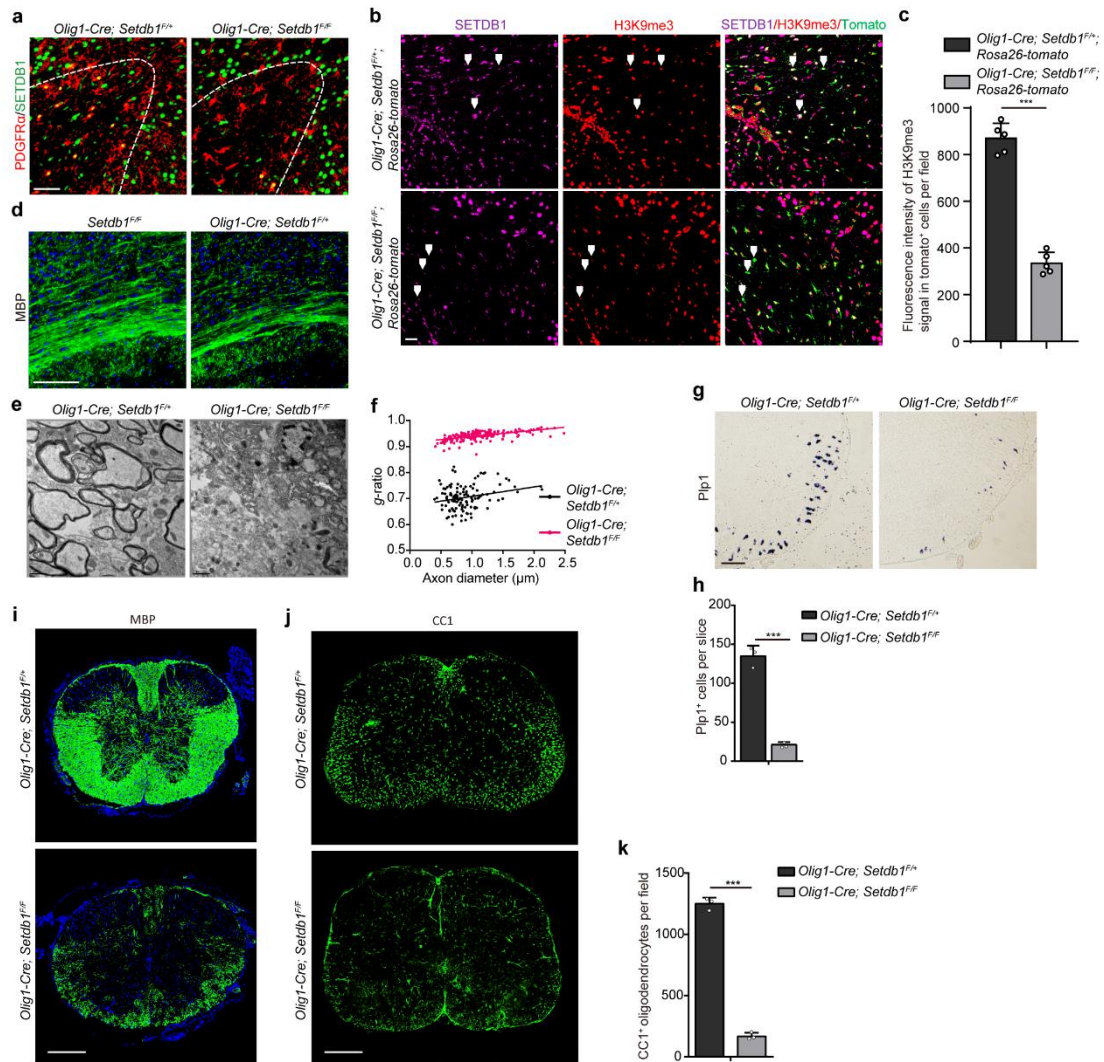 a
Olig1-Cre; Setdb1F/+
Olig1-Cre; Setdb1F/F
PDGFRα/SETDB1
b
SETDB1
H3K9me3
SETDB1/H3K9me3/Tomato
Olig1-Cre; Setdb1F/+;
Rosa26-tomato
Olig1-Cre; Setdb1F/F;
Rosa26-tomato
c
Olig1-Cre; Setdb1F/+;
Rosa26-tomato
Olig1-Cre; Setdb1F/F;
Rosa26-tomato
Fluorescence intensity of H3K9me3
signal in tomato+ cells per field
1000
800
600
400
200
0
***
d
Setdb1F/F
Olig1-Cre; Setdb1F/+
MBP
e
Olig1-Cre; Setdb1F/+
Olig1-Cre; Setdb1F/F
f
g-ratio
1.0
0.9
0.8
0.7
0.6
0.5
0
0.5
1.0
1.5
2.0
2.5
Axon diameter (μm)
Olig1-Cre;
Setdb1F/+
Olig1-Cre;
Setdb1F/F
g
Olig1-Cre; Setdb1F/+
Olig1-Cre; Setdb1F/F
Plp1
h
Plp1+ cells per slice
200
150
100
50
0
***
Olig1-Cre; Setdb1F/+
Olig1-Cre; Setdb1F/F
i
MBP
Olig1-Cre; Setdb1F/+
Olig1-Cre; Setdb1F/F
j
CC1
Olig1-Cre; Setdb1F/+
Olig1-Cre; Setdb1F/F
k
CC1+ oligodendrocytes per field
1500
1000
500
0
***
Olig1-Cre; Setdb1F/+
Olig1-Cre; Setdb1F/F